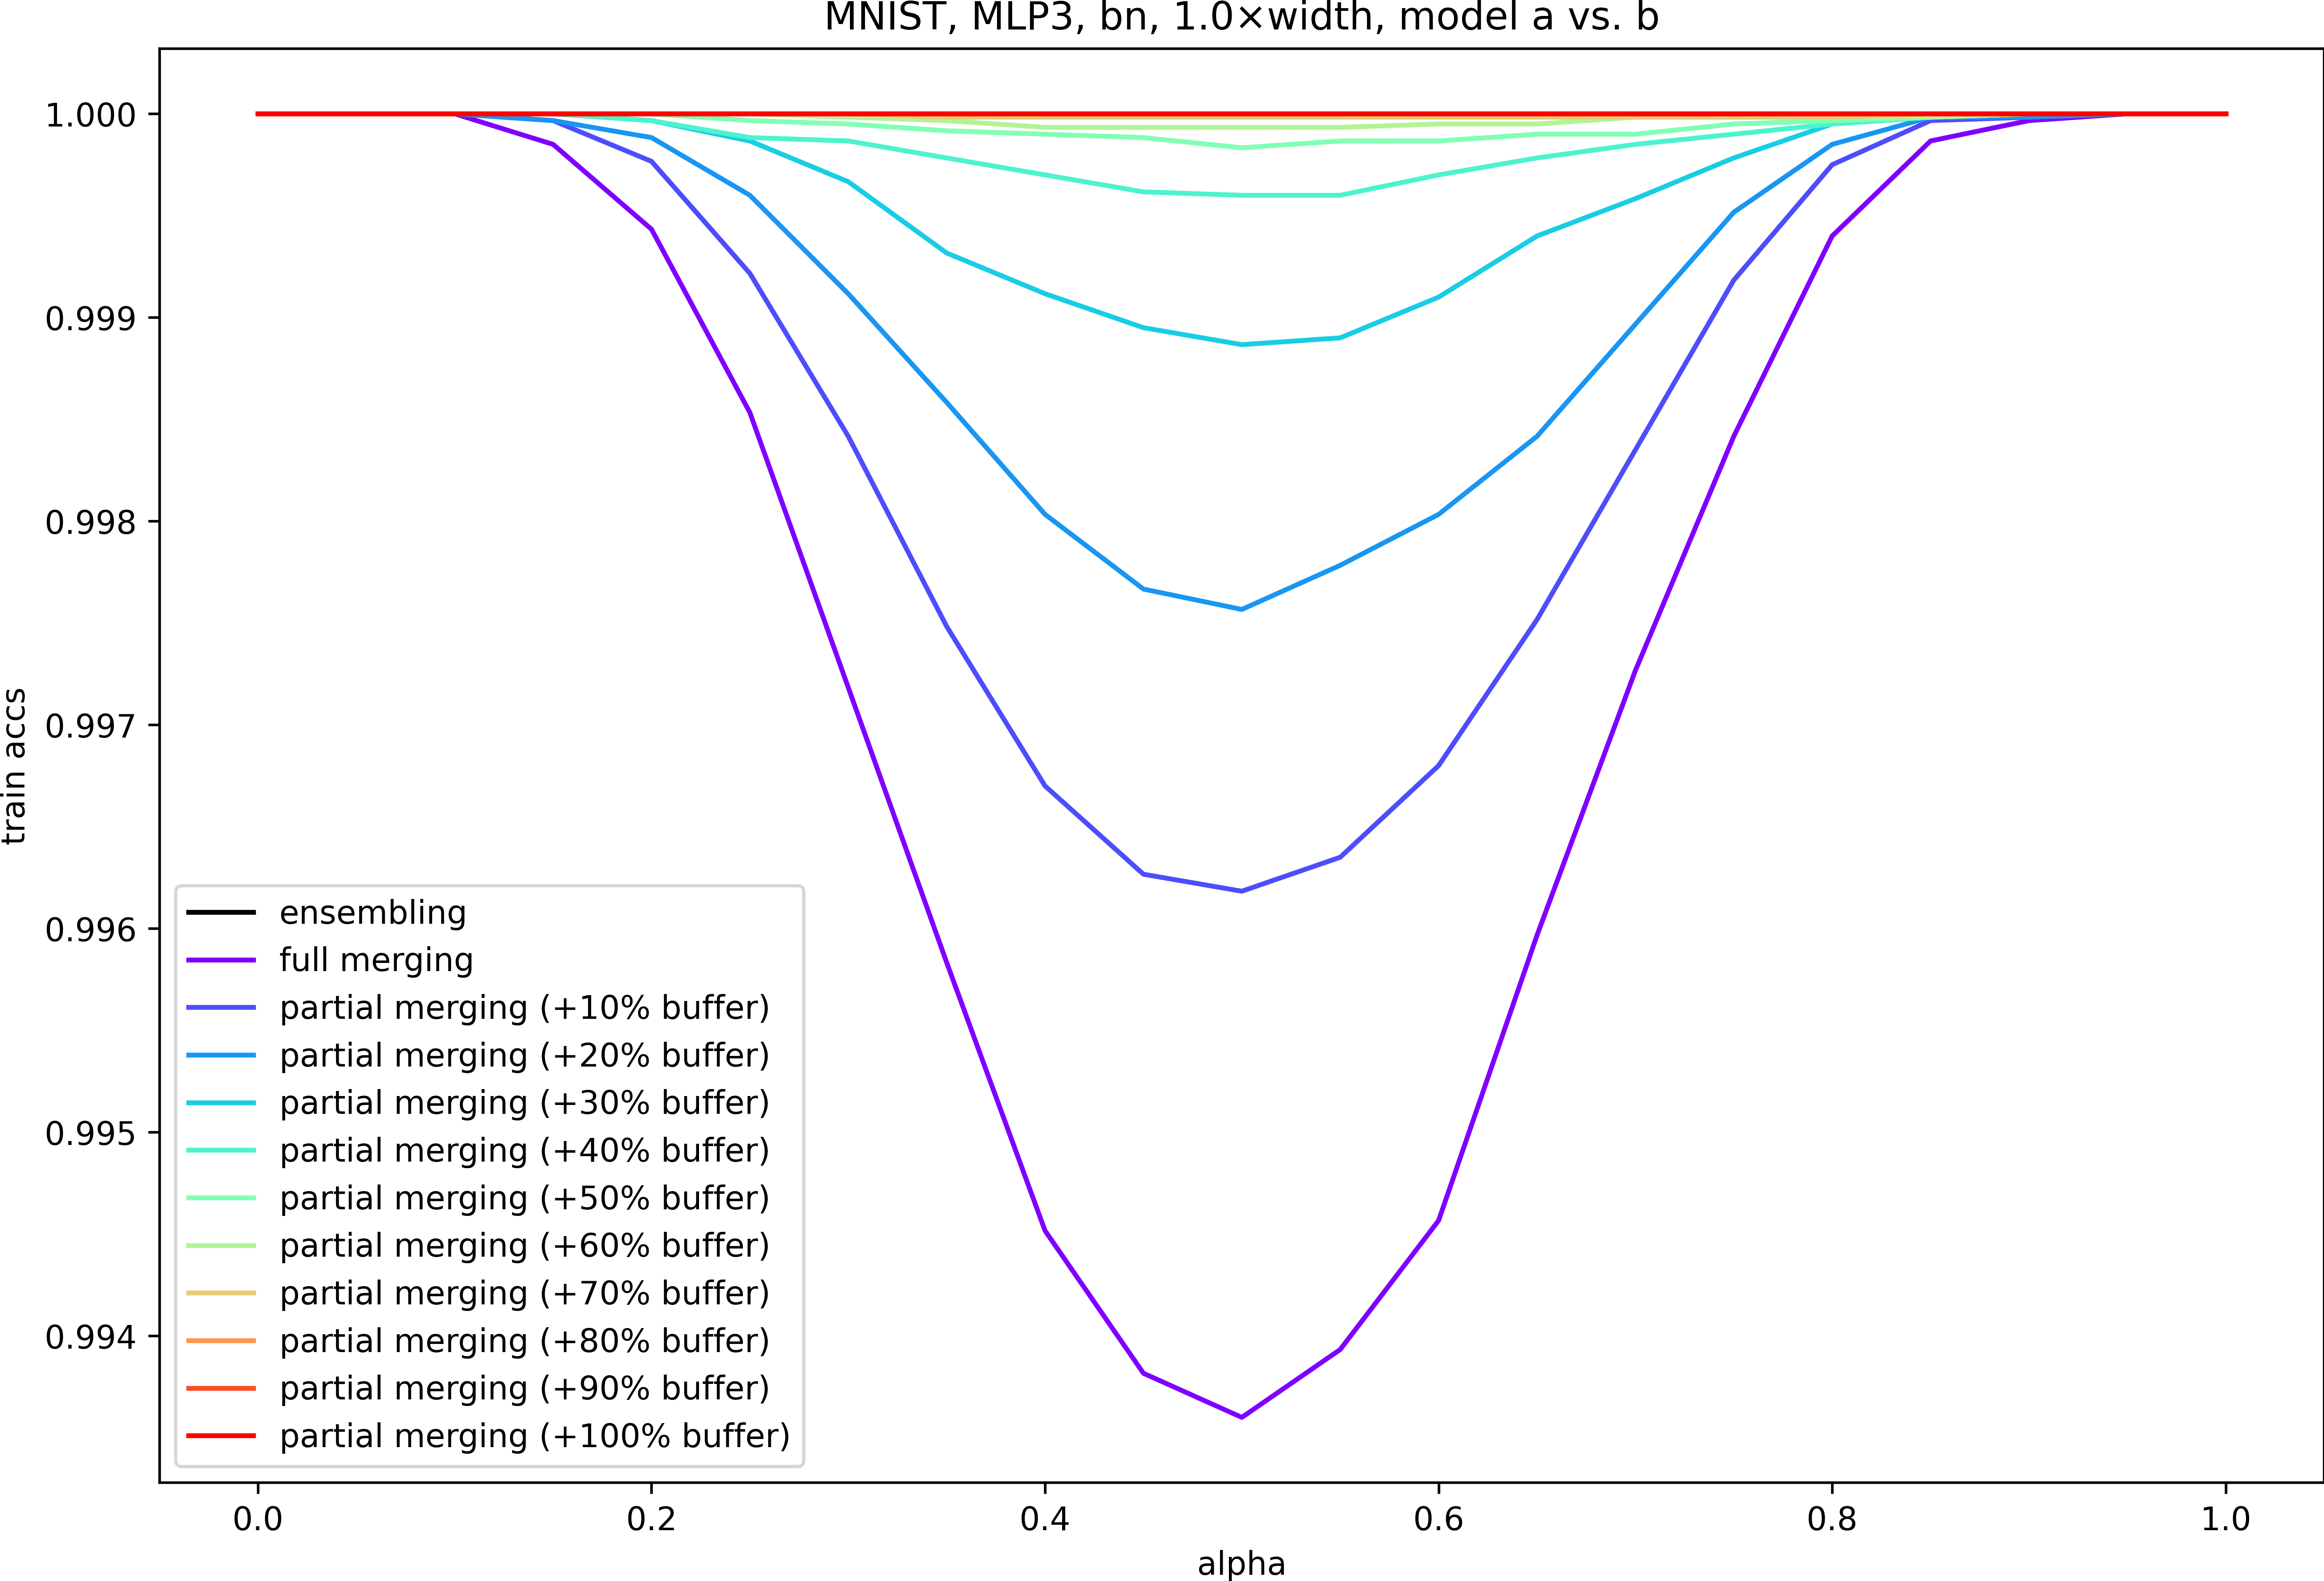 MNIST, MLP3, bn, 1.0×width, model a vs. b
1.000
0.999
0.998
0.997
0.996
0.995
0.994
train accs
ensembling
full merging
partial merging (+10% buffer)
partial merging (+20% buffer)
partial merging (+30% buffer)
partial merging (+40% buffer)
partial merging (+50% buffer)
partial merging (+60% buffer)
partial merging (+70% buffer)
partial merging (+80% buffer)
partial merging (+90% buffer)
partial merging (+100% buffer)
0.0 0.2 0.4 0.6 0.8 1.0
alpha